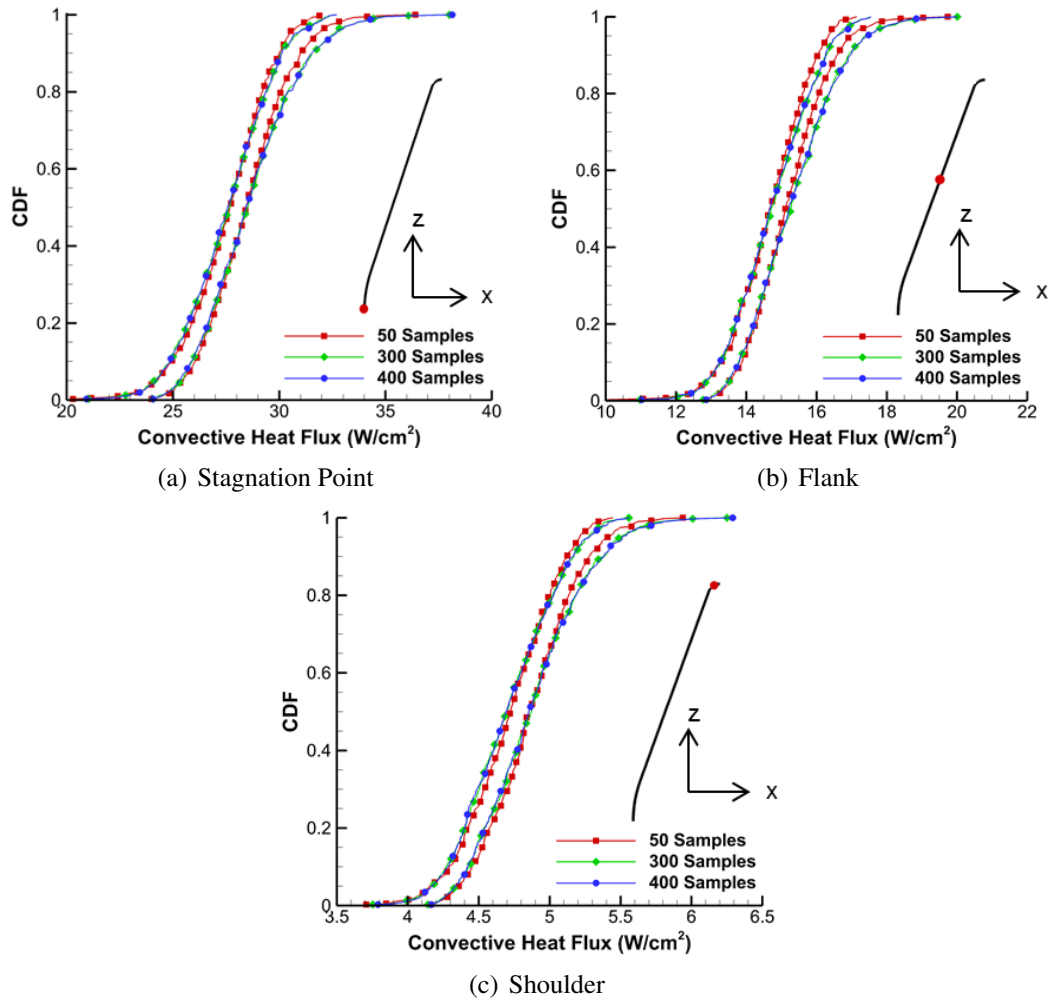 1
0.8
0.6
0.4
0.2
0
CDF
20
25
30
35
40
Convective Heat Flux (W/cm²)
Z
X
50 Samples
300 Samples
400 Samples
(a) Stagnation Point
1
0.8
0.6
0.4
0.2
0
CDF
10
12
14
16
18
20
22
Convective Heat Flux (W/cm²)
Z
X
50 Samples
300 Samples
400 Samples
(b) Flank
1
0.8
0.6
0.4
0.2
0
CDF
3.5
4
4.5
5
5.5
6
6.5
Convective Heat Flux (W/cm²)
Z
X
50 Samples
300 Samples
400 Samples
(c) Shoulder